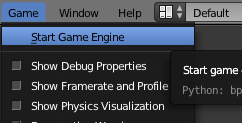 Game Window Help Default
Start Game Engine
Show Debug Properties
Start game
Show Framerate and Profile
Python: bp
Show Physics Visualization